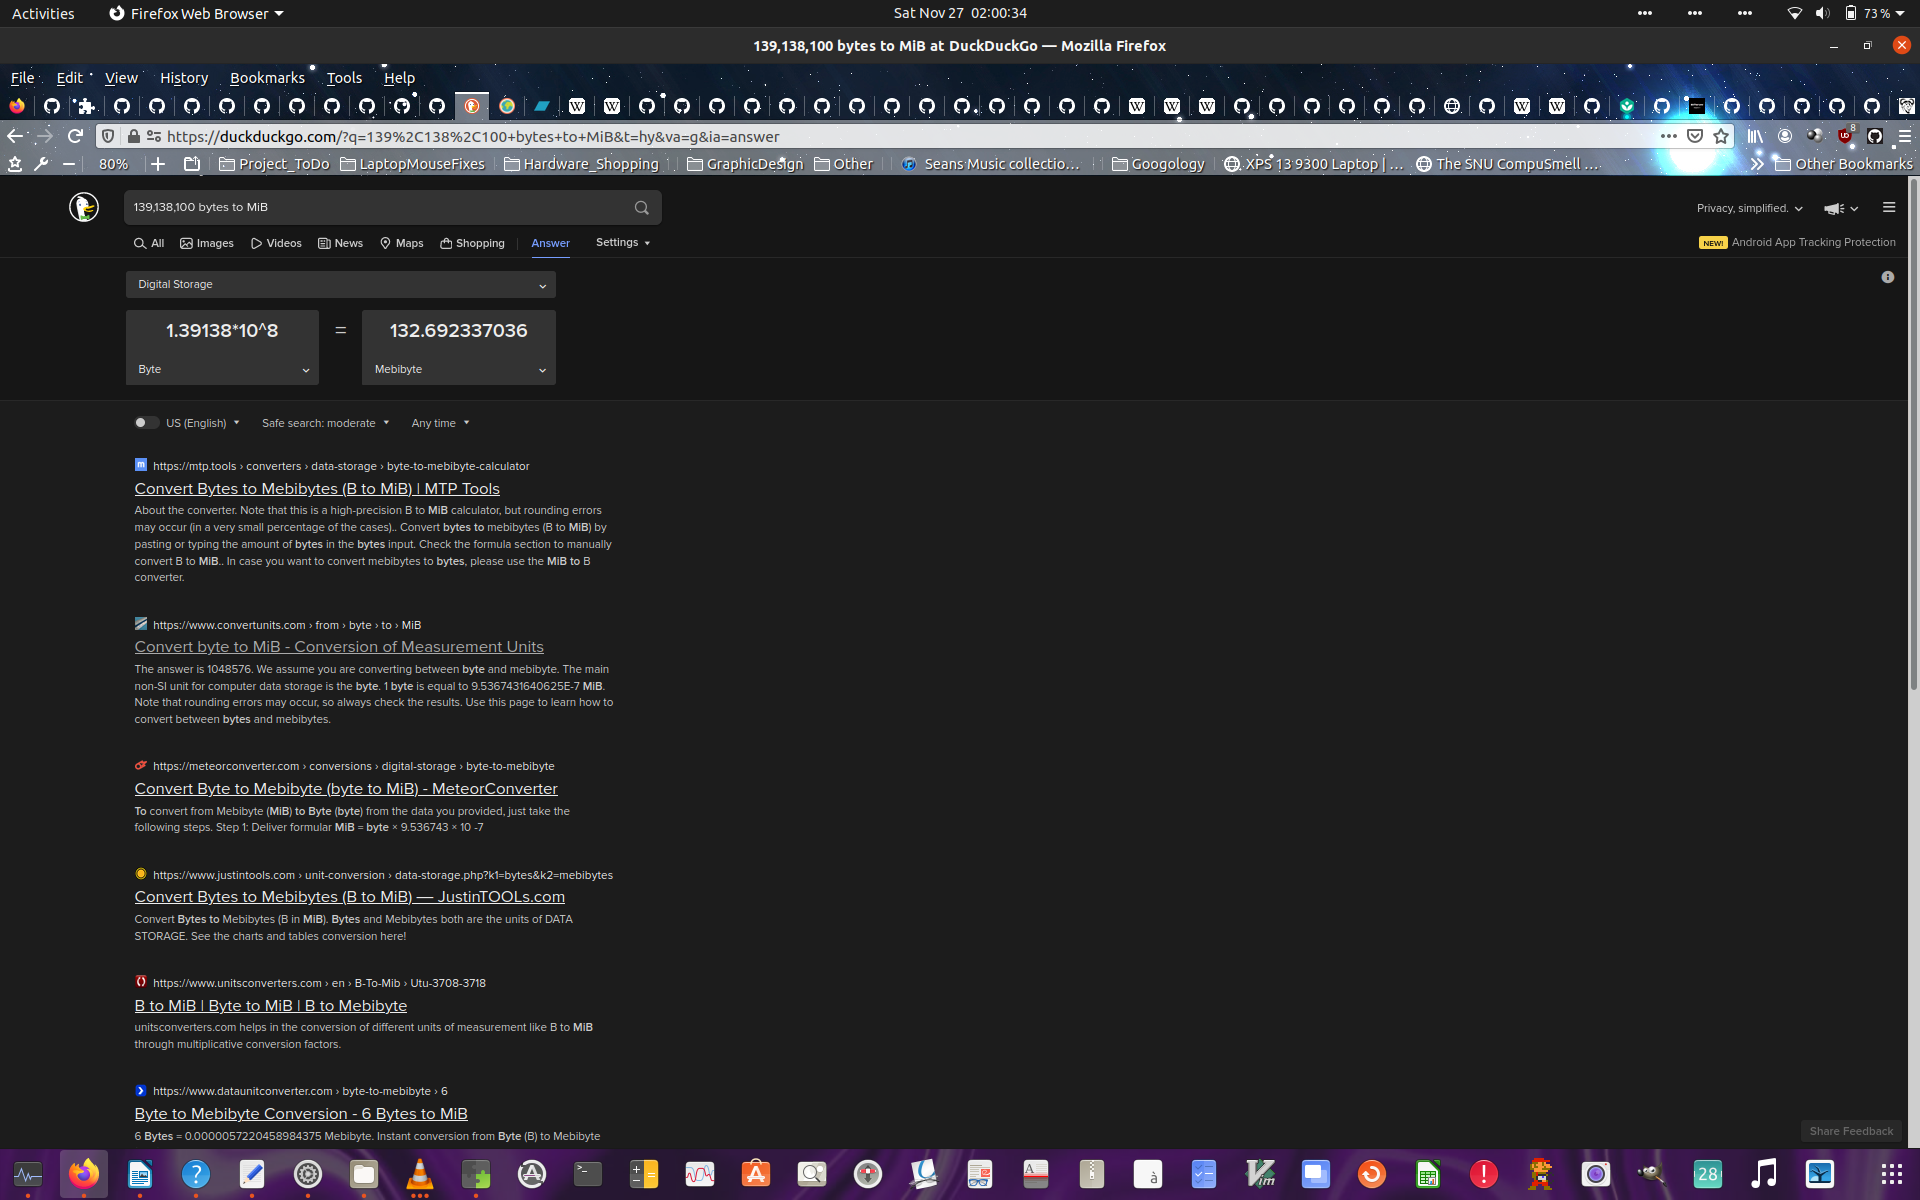 Activities
Firefox Web Browser
Sat Nov 27 02:00:34
73 %
139,138,100 bytes to MiB at DuckDuckGo — Mozilla Firefox
File Edit View History Bookmarks Tools Help
https://duckduckgo.com/?q=139%2C138%2C100+bytes+to+MiB&t=hy&va=g&ia=answer
8
80%
Project_ToDo
LaptopMouseFixes
Hardware_Shopping
GraphicDesign
Other
Seans Music collectio…
Googology
XPS 13 9300 Laptop | …
The SNU CompuSmell …
Other Bookmarks
139,138,100 bytes to MiB
Privacy, simplified.
All Images Videos News Maps Shopping Answer Settings
NEW! Android App Tracking Protection
Digital Storage
1.39138*10^8 = 132.692337036
Byte Mebibyte
US (English) Safe search: moderate Any time
m https://mtp.tools › converters › data-storage › byte-to-mebibyte-calculator
Convert Bytes to Mebibytes (B to MiB) | MTP Tools
About the converter. Note that this is a high-precision B to MiB calculator, but rounding errors
may occur (in a very small percentage of the cases).. Convert bytes to mebibytes (B to MiB) by
pasting or typing the amount of bytes in the bytes input. Check the formula section to manually
convert B to MiB.. In case you want to convert mebibytes to bytes, please use the MiB to B
converter.
https://www.convertunits.com › from › byte › to › MiB
Convert byte to MiB - Conversion of Measurement Units
The answer is 1048576. We assume you are converting between byte and mebibyte. The main
non-SI unit for computer data storage is the byte. 1 byte is equal to 9.5367431640625E-7 MiB.
Note that rounding errors may occur, so always check the results. Use this page to learn how to
convert between bytes and mebibytes.
https://meteorconverter.com › conversions › digital-storage › byte-to-mebibyte
Convert Byte to Mebibyte (byte to MiB) - MeteorConverter
To convert from Mebibyte (MiB) to Byte (byte) from the data you provided, just take the
following steps. Step 1: Deliver formular MiB = byte × 9.536743 × 10 -7
https://www.justintools.com › unit-conversion › data-storage.php?k1=bytes&k2=mebibytes
Convert Bytes to Mebibytes (B to MiB) — JustinTOOLs.com
Convert Bytes to Mebibytes (B in MiB). Bytes and Mebibytes both are the units of DATA
STORAGE. See the charts and tables conversion here!
https://www.unitsconverters.com › en › B-To-Mib › Utu-3708-3718
B to MiB | Byte to MiB | B to Mebibyte
unitsconverters.com helps in the conversion of different units of measurement like B to MiB
through multiplicative conversion factors.
https://www.dataunitconverter.com › byte-to-mebibyte › 6
Byte to Mebibyte Conversion - 6 Bytes to MiB
6 Bytes = 0.0000057220458984375 Mebibyte. Instant conversion from Byte (B) to Mebibyte
Share Feedback
28